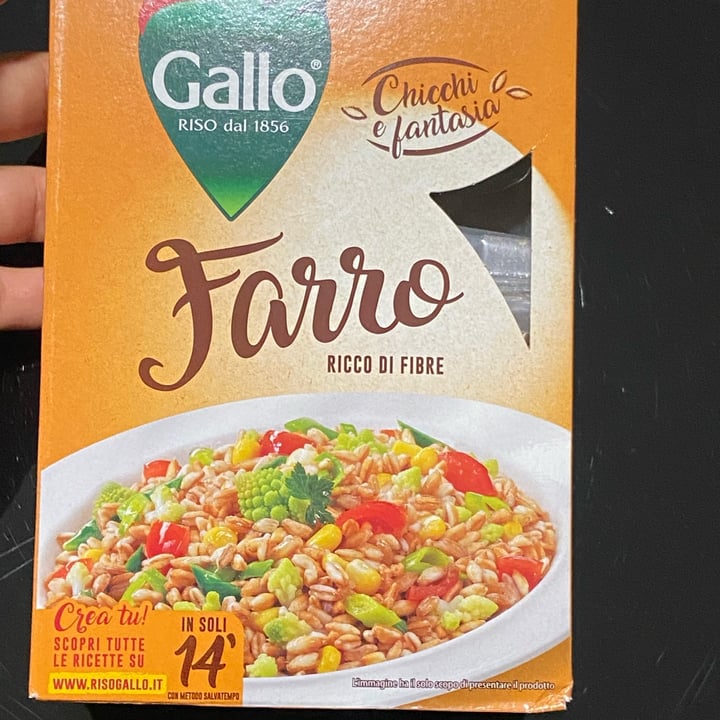 Gallo®
RISO dal 1856
Chicchi
e fantasia
Farro
RICCO DI FIBRE
Crea tu!
SCOPRI TUTTE
LE RICETTE SU
WWW.RISOGALLO.IT
IN SOLI
14'
CON METODO SALVATEMPO
L'immagine ha il solo scopo di presentare il prodotto